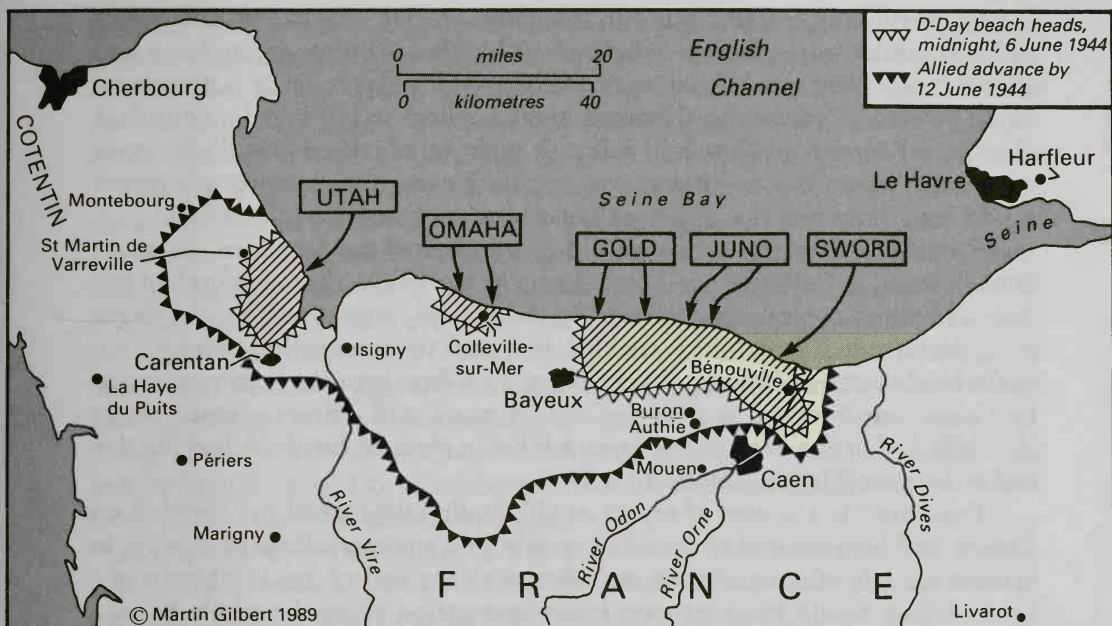 D-Day beach heads,
midnight, 6 June 1944
Allied advance by
12 June 1944
0 miles 20
0 kilometres 40
English
Channel
Cherbourg
COTENTIN
Harfleur
Le Havre
Seine
Seine Bay
Montebourg
UTAH
OMAHA
GOLD
JUNO
SWORD
St Martin de
Varreville
Carentan
Isigny
Colleville-
sur-Mer
Bayeux
Bénouville
La Haye
du Puits
Buron
Authie
Mouen
Caen
Périers
Marigny
River Vire
River Odon
River Orne
River Dives
FRANCE
Livarot
© Martin Gilbert 1989